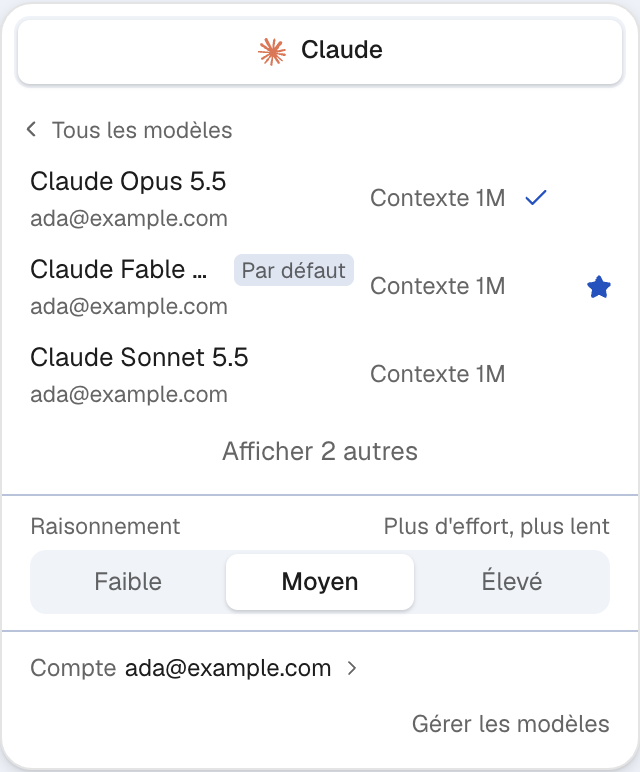 Claude
Tous les modèles
Claude Opus 5.5
Contexte 1M
ada@example.com
Claude Fable ...
Par défaut
Contexte 1M
ada@example.com
Claude Sonnet 5.5
Contexte 1M
ada@example.com
Afficher 2 autres
Raisonnement
Plus d'effort, plus lent
Faible
Moyen
Élevé
Compte ada@example.com
Gérer les modèles